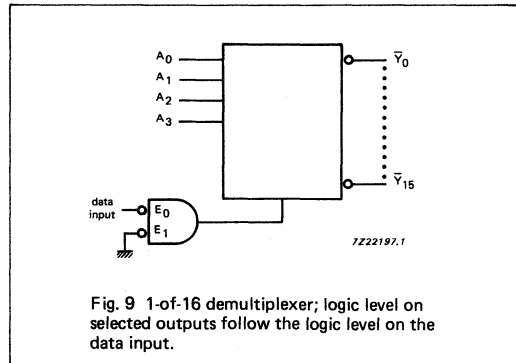 A0
Y0
A1
A2
A3
data
input
E0
E1
Y15
7Z22197.1
Fig. 9 1-of-16 demultiplexer; logic level on
selected outputs follow the logic level on the
data input.